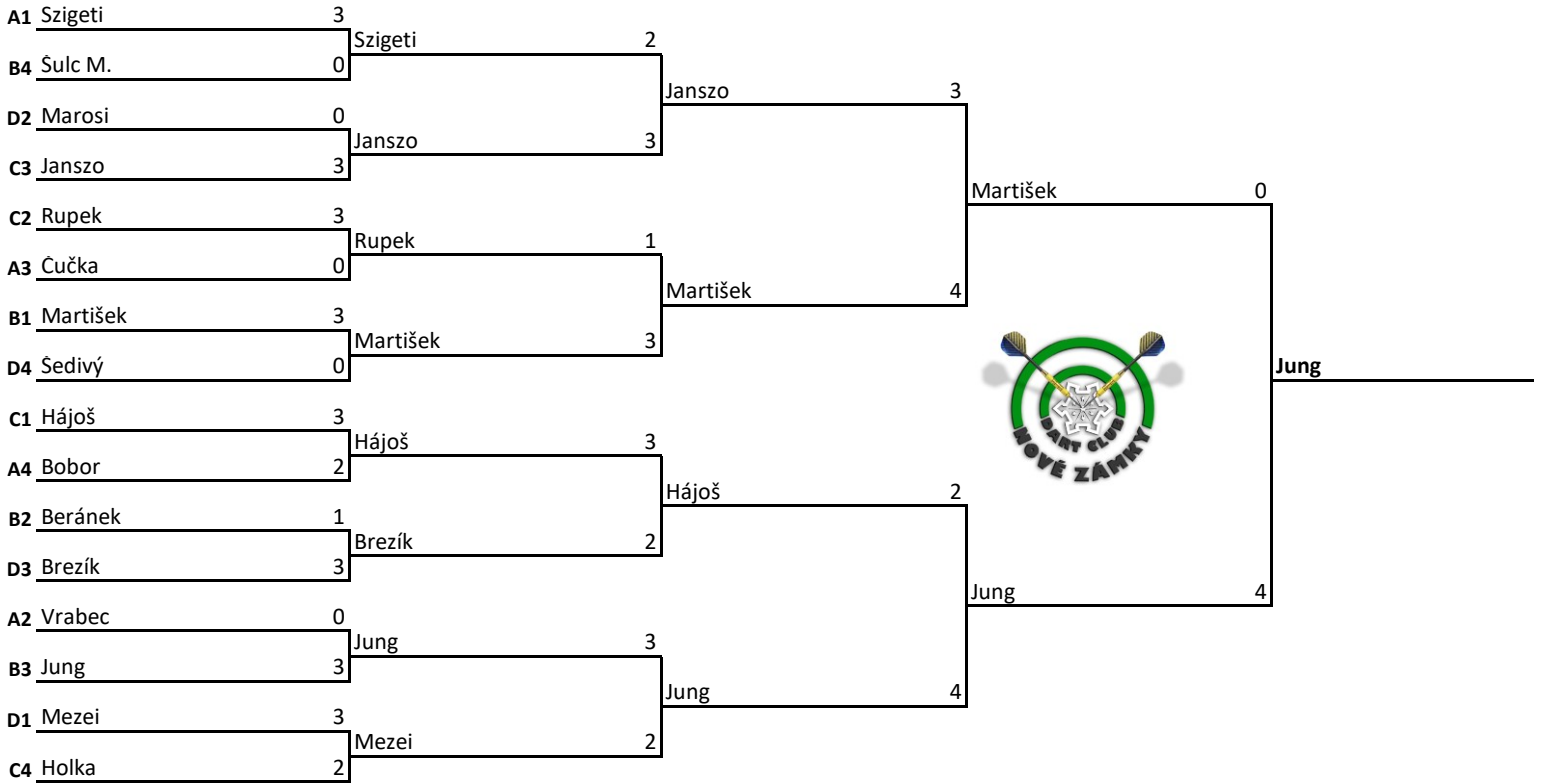 A1 Szigeti 3
Szigeti 2
B4 Šulc M. 0
Janszo 3
D2 Marosi 0
Janszo 3
C3 Janszo 3
Martišek 0
C2 Rupek 3
Rupek 1
A3 Čučka 0
Martišek 4
B1 Martišek 3
Martišek 3
D4 Šedivý 0
Jung
C1 Hájoš 3
Hájoš 3
DART CLUB
NOVÉ ZÁMKY
A4 Bobor 2
Hájoš 2
B2 Beránek 1
Brezík 2
D3 Brezík 3
Jung 4
A2 Vrabec 0
Jung 3
B3 Jung 3
Jung 4
D1 Mezei 3
Mezei 2
C4 Holka 2